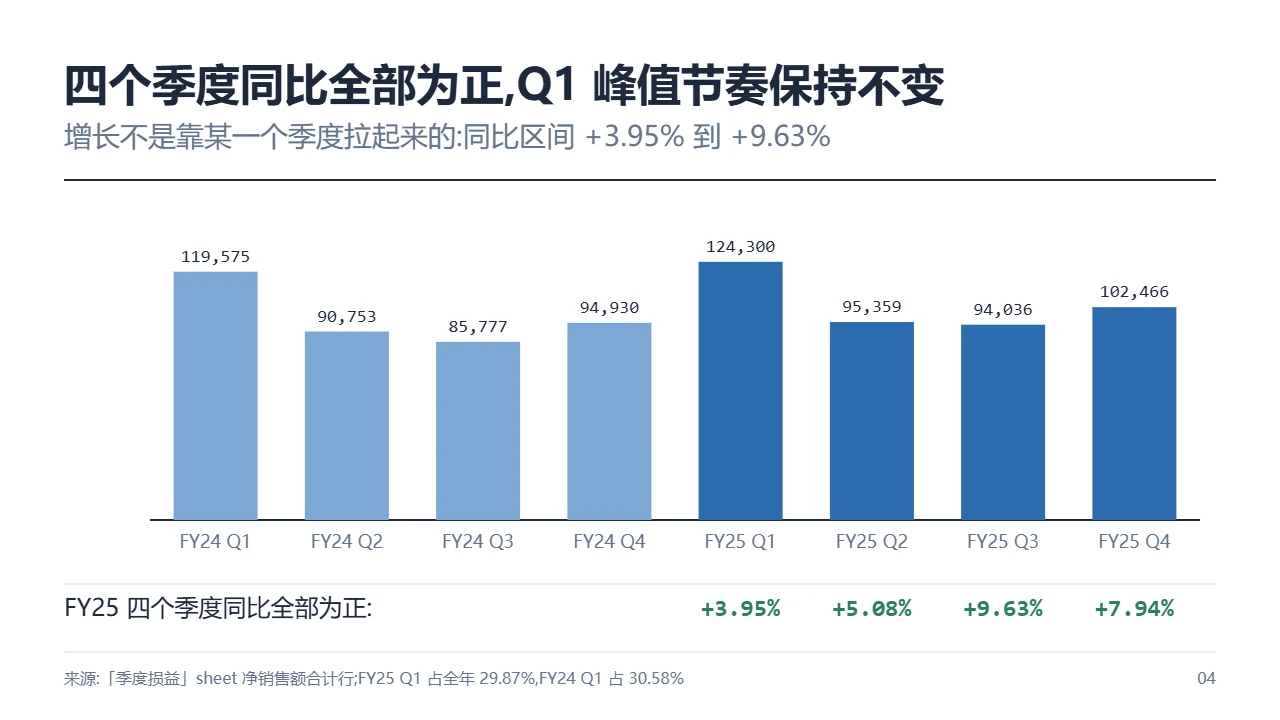 四个季度同比全部为正,Q1 峰值节奏保持不变
增长不是靠某一个季度拉起来的:同比区间 +3.95% 到 +9.63%
119,575
90,753
85,777
94,930
124,300
95,359
94,036
102,466
FY24 Q1
FY24 Q2
FY24 Q3
FY24 Q4
FY25 Q1
FY25 Q2
FY25 Q3
FY25 Q4
FY25 四个季度同比全部为正: +3.95% +5.08% +9.63% +7.94%
来源:「季度损益」sheet 净销售额合计行;FY25 Q1 占全年 29.87%,FY24 Q1 占 30.58%
04